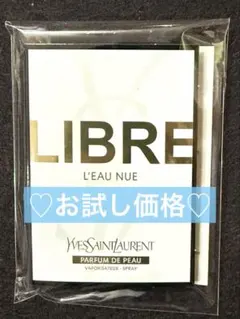 LIBRE
L'EAU NUE
♡お試し価格♡
YVESSAINTLAURENT
PARFUM DE PEAU
VAPORISATEUR - SPRAY